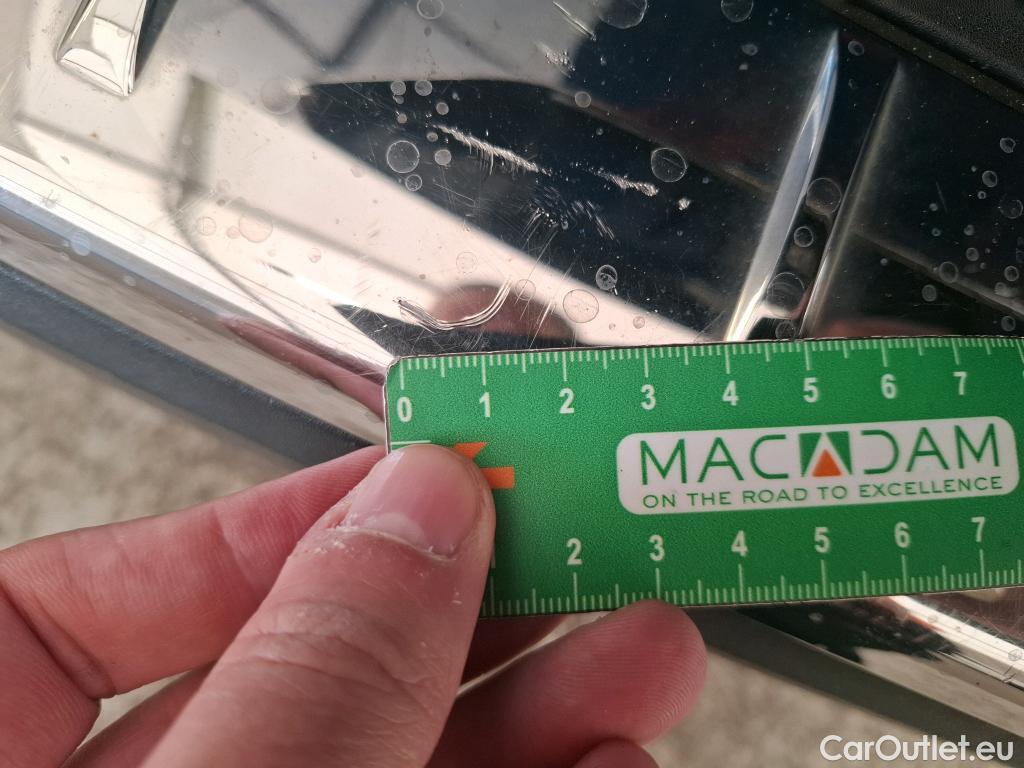 0 1 2 3 4 5 6 7
MACADAM
ON THE ROAD TO EXCELLENCE
2 3 4 5 6 7
CarOutlet.eu